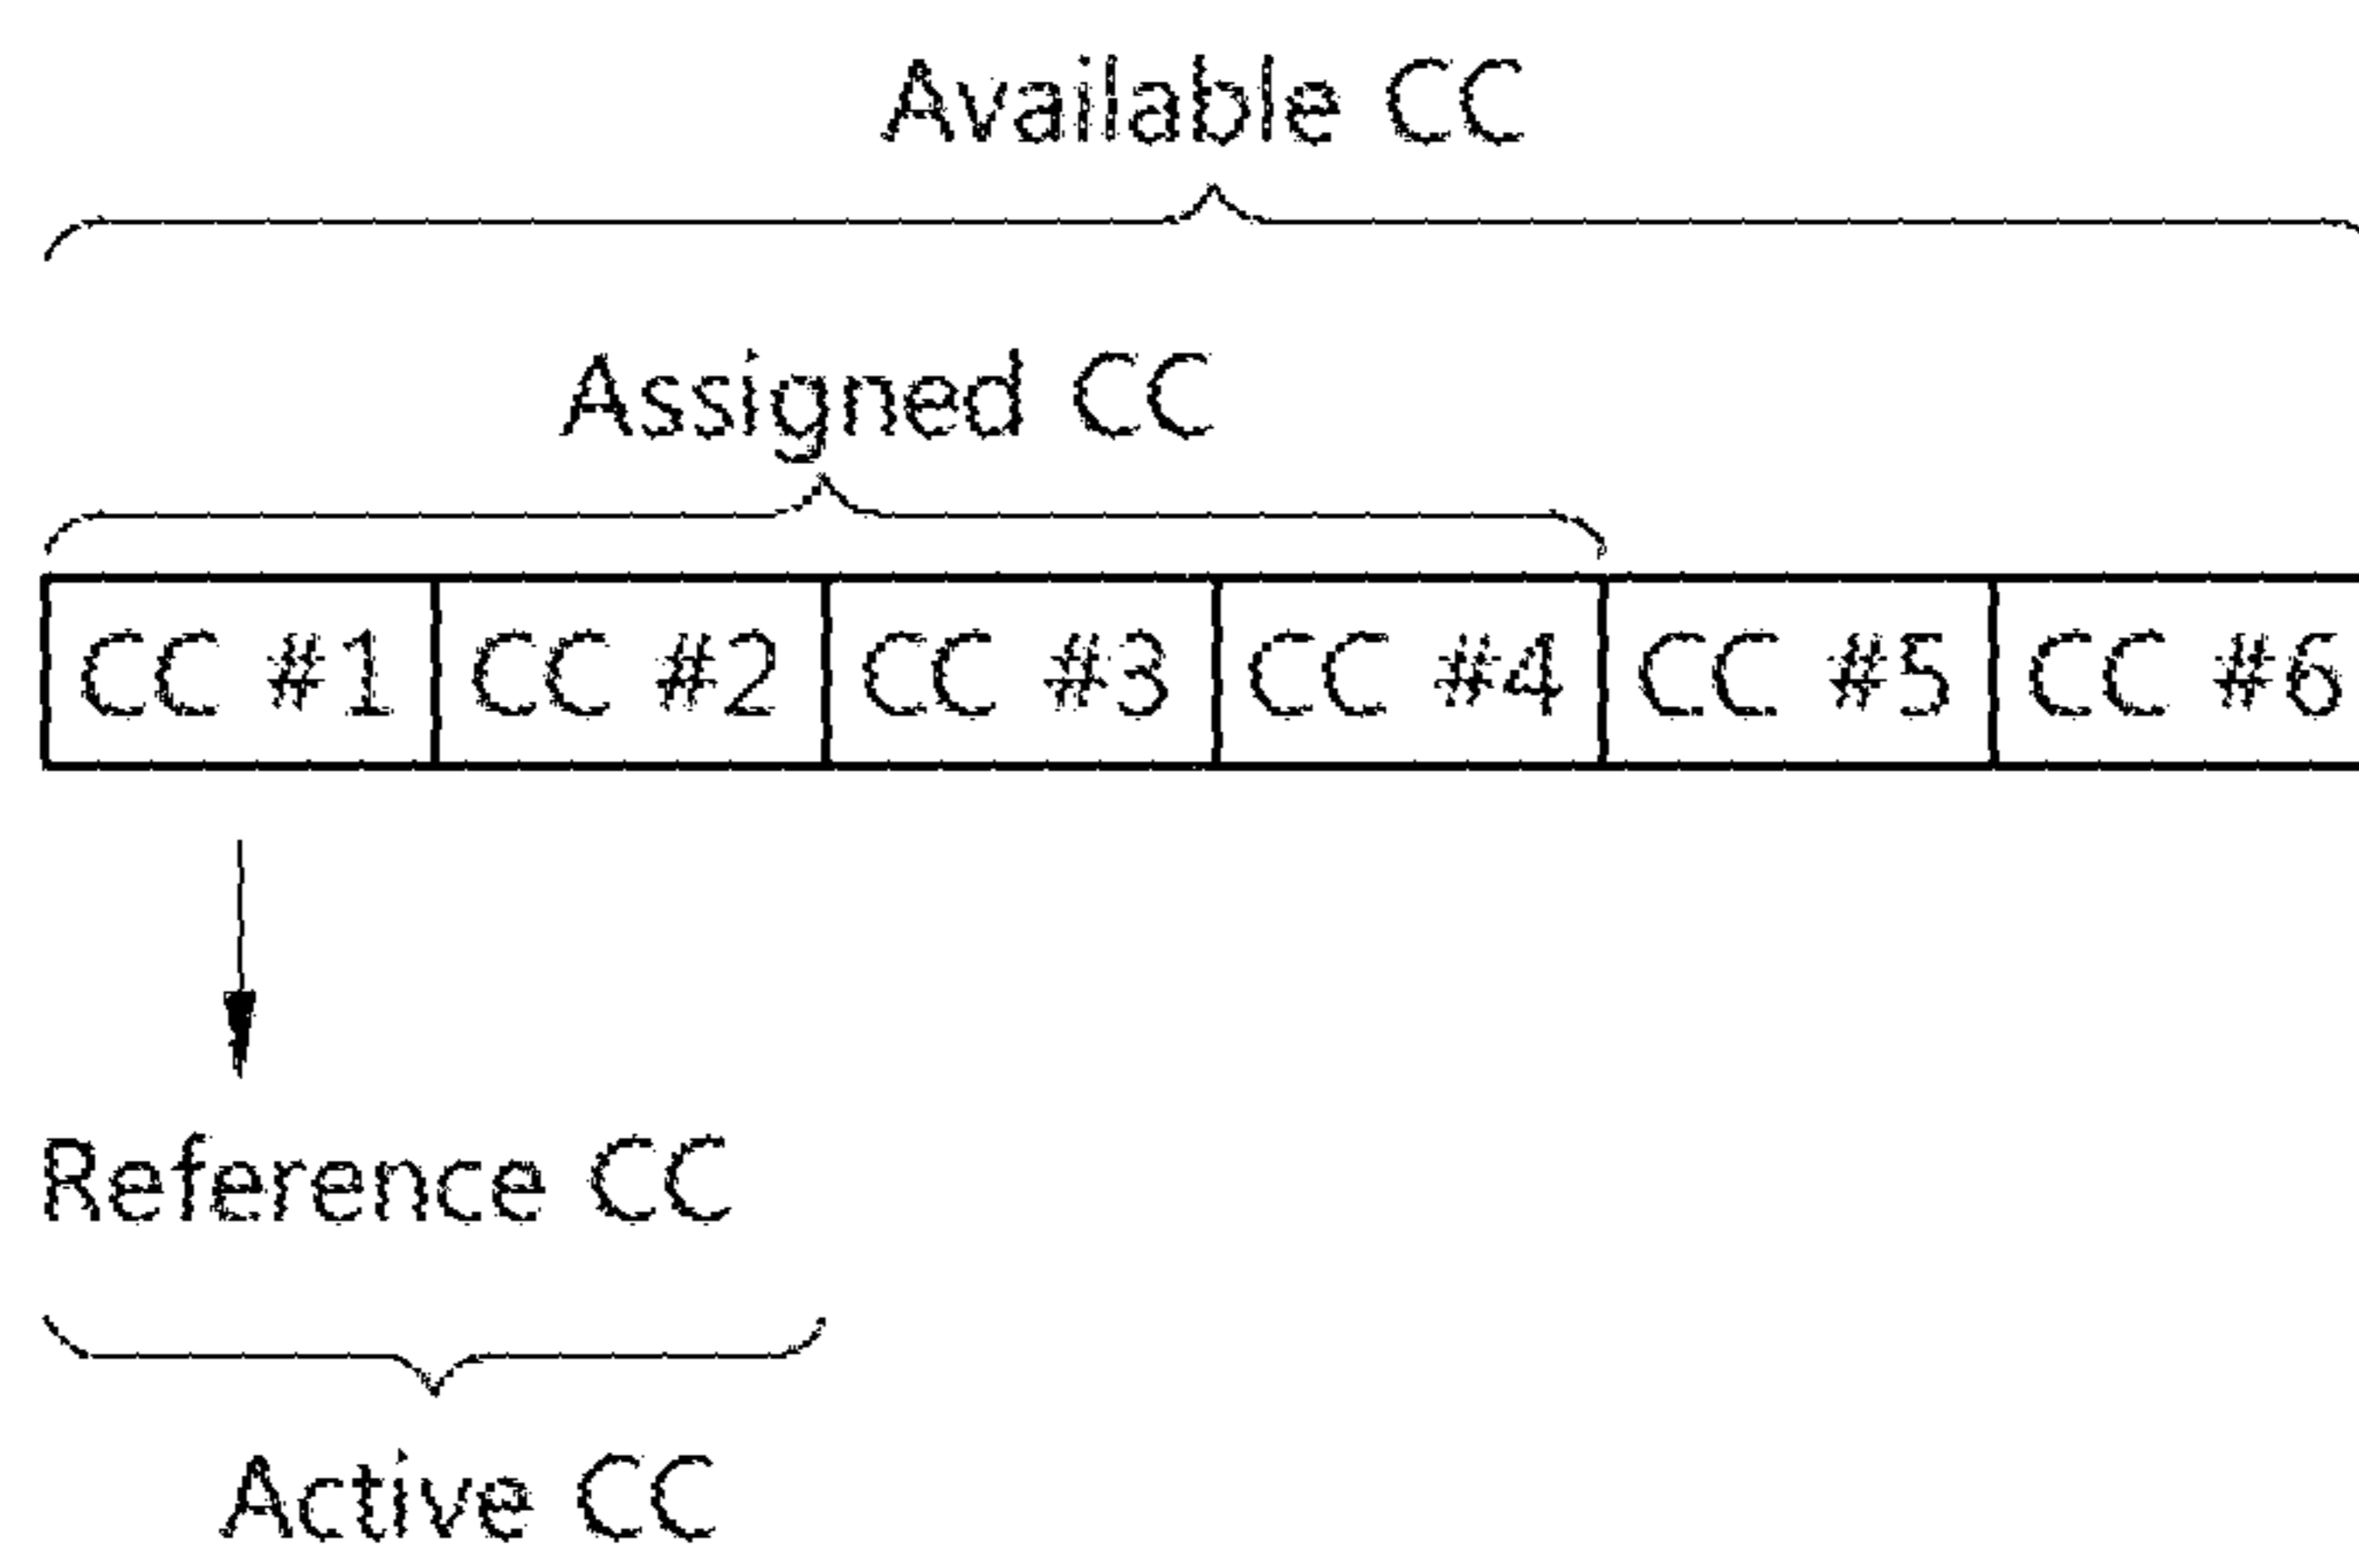 Available CC
Assigned CC
CC #1 CC #2 CC #3 CC #4 CC #5 CC #6
Reference CC
Active CC